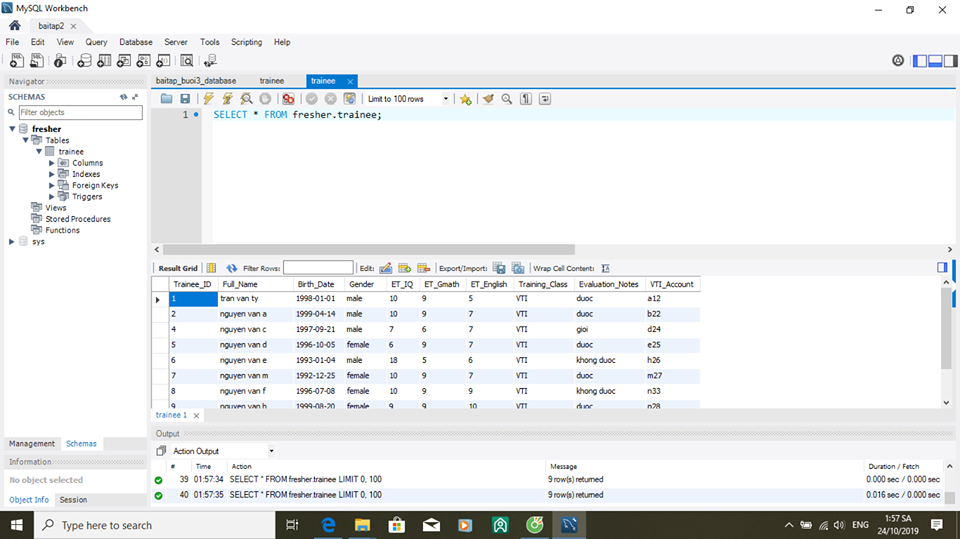 MySQL Workbench
baitap2
File Edit View Query Database Server Tools Scripting Help
Navigator
SCHEMAS
Filter objects
fresher
Tables
trainee
Columns
Indexes
Foreign Keys
Triggers
Views
Stored Procedures
Functions
sys
Management Schemas
Information
No object selected
Object Info Session
baitap_buoi3_database trainee trainee
Limit to 100 rows
1 SELECT * FROM fresher.trainee;
Result Grid Filter Rows: Edit: Export/Import: Wrap Cell Content:
Trainee_ID Full_Name Birth_Date Gender ET_IQ ET_Gmath ET_English Training_Class Evaluation_Notes VTI_Account
1 tran van ty 1998-01-01 male 10 9 5 VTI duoc a12
2 nguyen van a 1999-04-14 male 10 9 7 VTI duoc b22
4 nguyen van c 1997-09-21 male 7 6 7 VTI gioi d24
5 nguyen van d 1996-10-05 female 6 9 7 VTI duoc e25
6 nguyen van e 1993-01-04 male 18 5 6 VTI khong duoc h26
7 nguyen van m 1992-12-25 female 10 9 7 VTI duoc m27
8 nguyen van f 1996-07-08 female 10 9 9 VTI khong duoc n33
9 nguyen van h 1999-08-20 female 9 9 10 VTI duoc n28
trainee 1
Output
Action Output
# Time Action Message Duration / Fetch
39 01:57:34 SELECT * FROM fresher.trainee LIMIT 0, 100 9 row(s) returned 0.000 sec / 0.000 sec
40 01:57:35 SELECT * FROM fresher.trainee LIMIT 0, 100 9 row(s) returned 0.016 sec / 0.000 sec
Type here to search
ENG
1:57 SA
24/10/2019